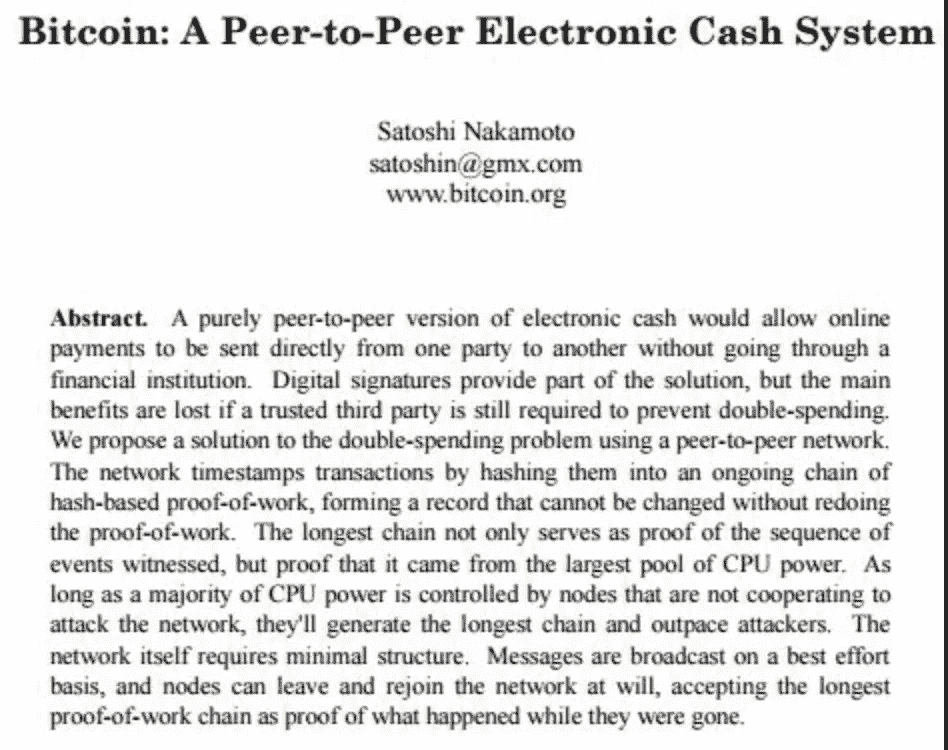 Bitcoin: A Peer-to-Peer Electronic Cash System
Satoshi Nakamoto
satoshin@gmx.com
www.bitcoin.org
Abstract. A purely peer-to-peer version of electronic cash would allow online
payments to be sent directly from one party to another without going through a
financial institution. Digital signatures provide part of the solution, but the main
benefits are lost if a trusted third party is still required to prevent double-spending.
We propose a solution to the double-spending problem using a peer-to-peer network.
The network timestamps transactions by hashing them into an ongoing chain of
hash-based proof-of-work, forming a record that cannot be changed without redoing
the proof-of-work. The longest chain not only serves as proof of the sequence of
events witnessed, but proof that it came from the largest pool of CPU power. As
long as a majority of CPU power is controlled by nodes that are not cooperating to
attack the network, they'll generate the longest chain and outpace attackers. The
network itself requires minimal structure. Messages are broadcast on a best effort
basis, and nodes can leave and rejoin the network at will, accepting the longest
proof-of-work chain as proof of what happened while they were gone.